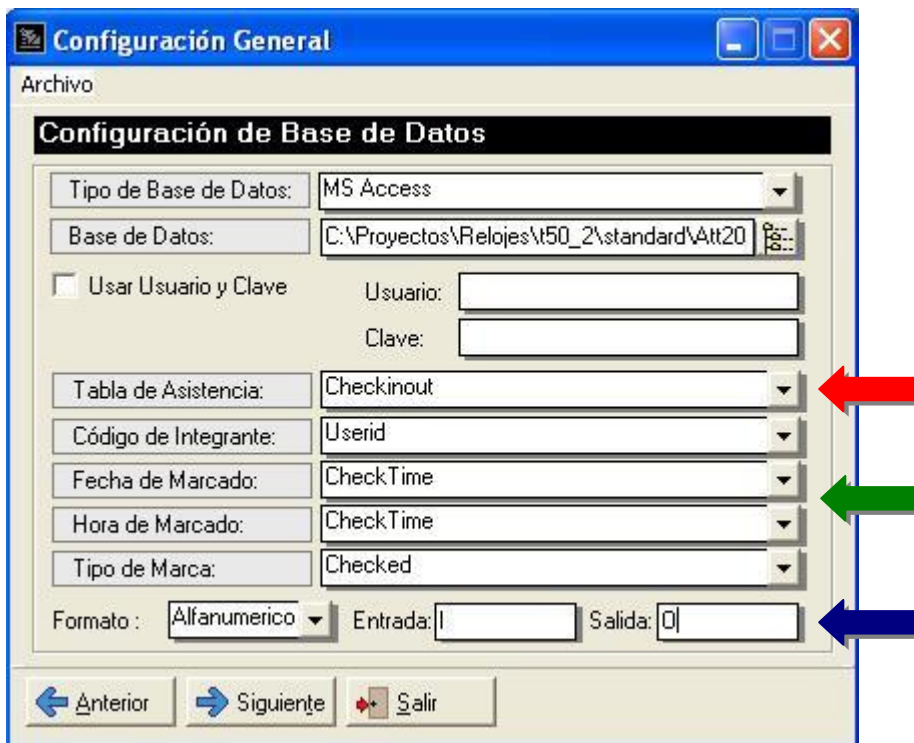 Configuración General
Archivo
Configuración de Base de Datos
Tipo de Base de Datos: MS Access
Base de Datos: C:\Proyectos\Relojes\t50_2\standard\Att20
Usar Usuario y Clave Usuario:
Clave:
Tabla de Asistencia: Checkinout
Código de Integrante: Userid
Fecha de Marcado: CheckTime
Hora de Marcado: CheckTime
Tipo de Marca: Checked
Formato : Alfanumerico Entrada: I Salida: O
Anterior Siguiente Salir